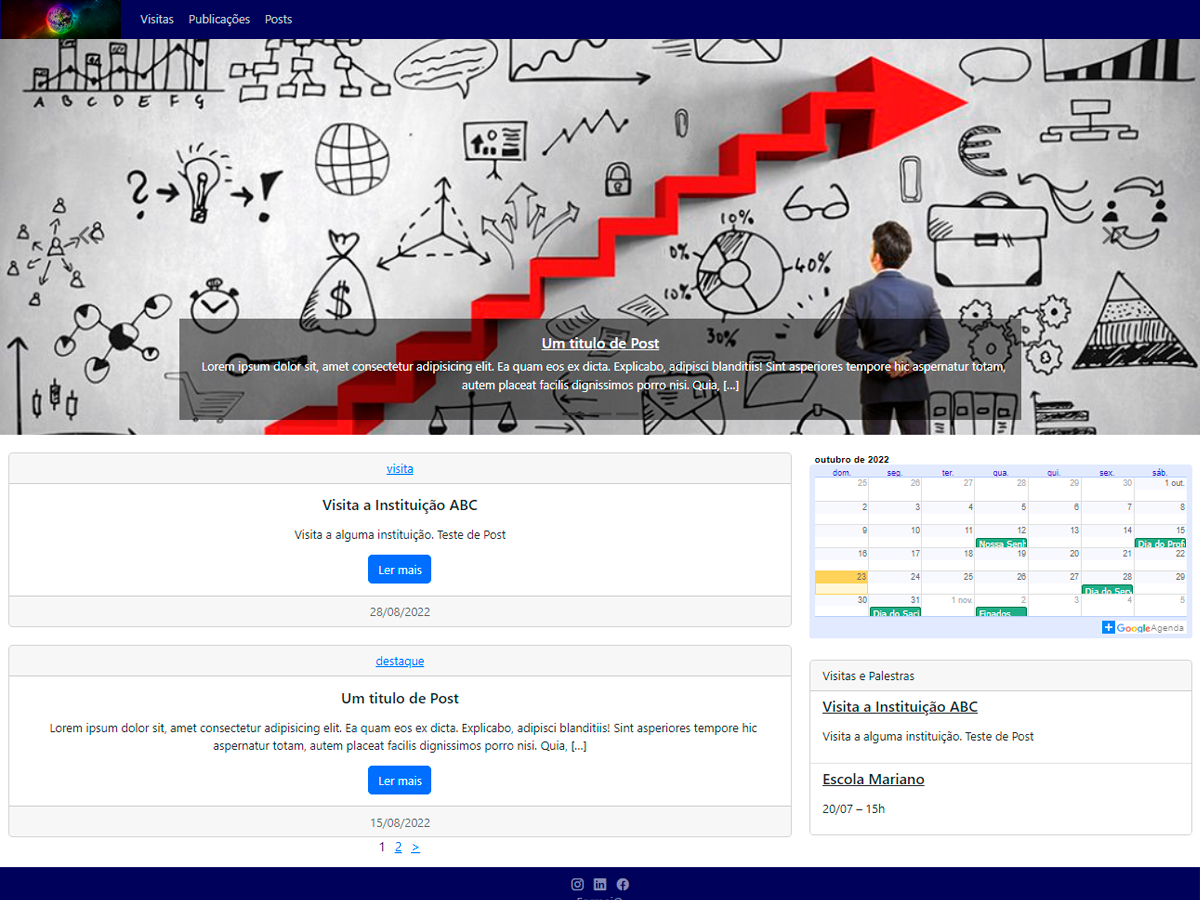 Visitas Publicações Posts
A B C D E F G
? !
10%
0%
40%
10%
30%
$
€
Um titulo de Post
Lorem ipsum dolor sit, amet consectetur adipisicing elit. Ea quam eos ex dicta. Explicabo, adipisci blanditiis! Sint asperiores tempore hic aspernatur totam,
autem placeat facilis dignissimos porro nisi. Quia, [...]
visita
Visita a Instituição ABC
Visita a alguma instituição. Teste de Post
Ler mais
28/08/2022
destaque
Um titulo de Post
Lorem ipsum dolor sit, amet consectetur adipisicing elit. Ea quam eos ex dicta. Explicabo, adipisci blanditiis! Sint asperiores tempore hic
aspernatur totam, autem placeat facilis dignissimos porro nisi. Quia, [...]
Ler mais
15/08/2022
1 2 >
outubro de 2022
dom. seg. ter. qua. qui. sex. sáb.
25 26 27 28 29 30 1 out.
2 3 4 5 6 7 8
9 10 11 12 13 14 15
Nossa Sen Dia do Prof
16 17 18 19 20 21 22
23 24 25 26 27 28 29
Dia do Ser
30 31 1 nov. 2 3 4 5
Dia do Saci Finados
GoogleAgenda
Visitas e Palestras
Visita a Instituição ABC
Visita a alguma instituição. Teste de Post
Escola Mariano
20/07 – 15h